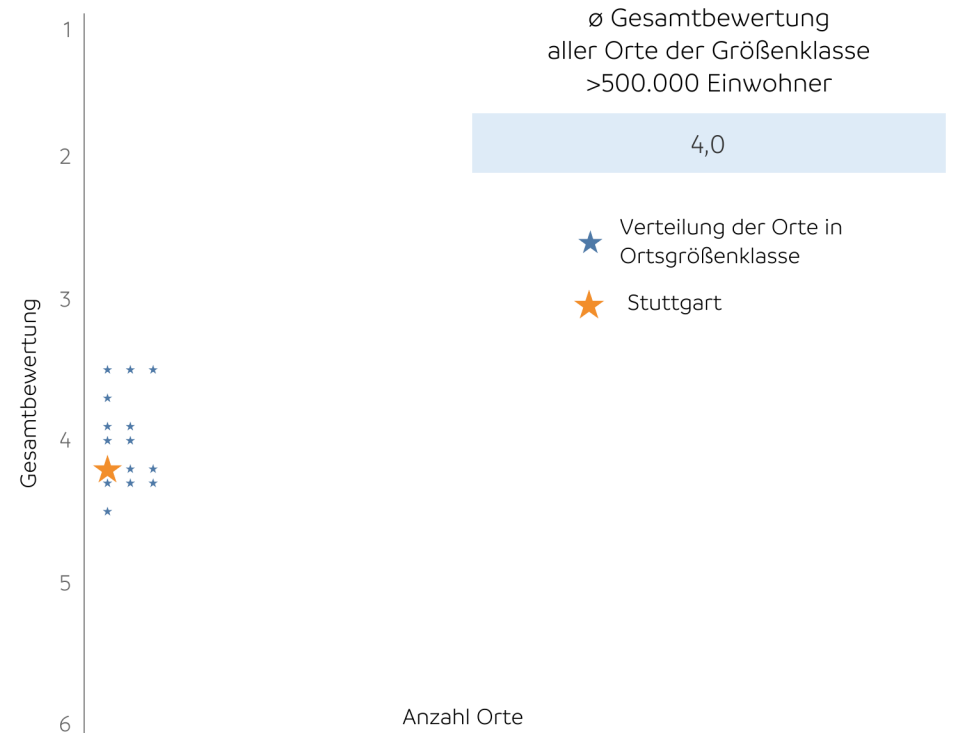 ø Gesamtbewertung
aller Orte der Größenklasse
>500.000 Einwohner
4,0
Verteilung der Orte in
Ortsgrößenklasse
Stuttgart
Gesamtbewertung
1
2
3
4
5
6
Anzahl Orte